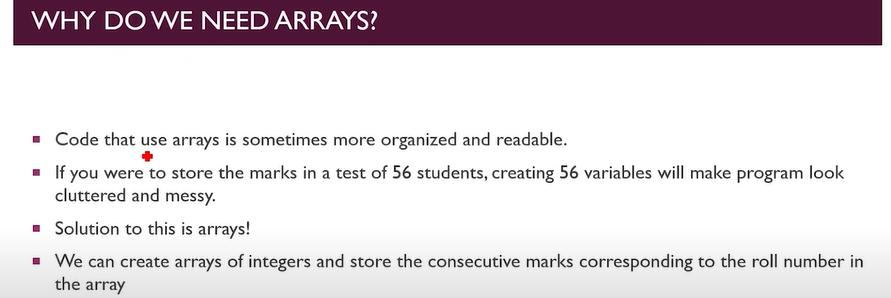 WHY DO WE NEED ARRAYS?
Code that use arrays is sometimes more organized and readable.
If you were to store the marks in a test of 56 students, creating 56 variables will make program look
cluttered and messy.
Solution to this is arrays!
We can create arrays of integers and store the consecutive marks corresponding to the roll number in
the array